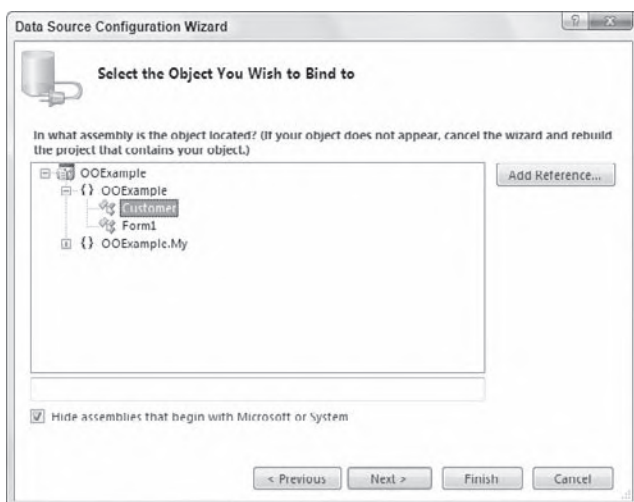 Data Source Configuration Wizard
Select the Object You Wish to Bind to
In what assembly is the object located? (If your object does not appear, cancel the wizard and rebuild
the project that contains your object.)
OOExample
{} OOExample
Customer
Form1
{} OOExample.My
Add Reference...
Hide assemblies that begin with Microsoft or System
< Previous
Next >
Finish
Cancel